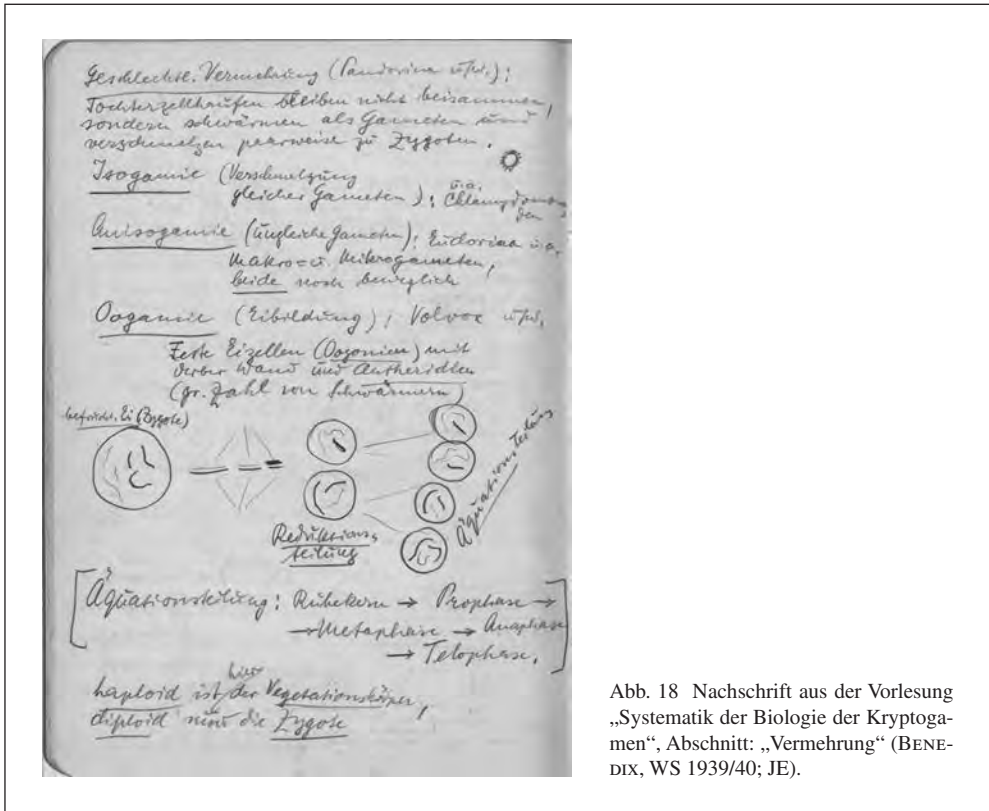 Geschlechtl. Vermehrung (Pandorina usw.):
Tochterzellhaufen bleiben nicht beisammen,
sondern schwärmen als Gameten und
verschmelzen paarweise zu Zygoten.
Isogamie (Verschmelzung
gleicher Gameten): u.a. Chlamydomonaden
Anisogamie (ungleiche Gameten): Eudorina u.a.
Makro- u. Mikrogameten,
beide noch beweglich
Oogamie (Eibildung): Volvox usw.
Feste Eizellen (Oogonien) mit
derber Wand und Antheridien
(gr. Zahl von Schwärmern)
befrucht. Ei (Zygote)
Reduktions-
teilung
Äquationsteilung
[Äquationsteilung: Ruhekern → Prophase →
→ Metaphase → Anaphase
→ Telophase.]
haploid ist hier der Vegetationskörper,
diploid nur die Zygote
Abb. 18 Nachschrift aus der Vorlesung
„Systematik der Biologie der Kryptoga-
men“, Abschnitt: „Vermehrung“ (BENE-
DIX, WS 1939/40; JE).